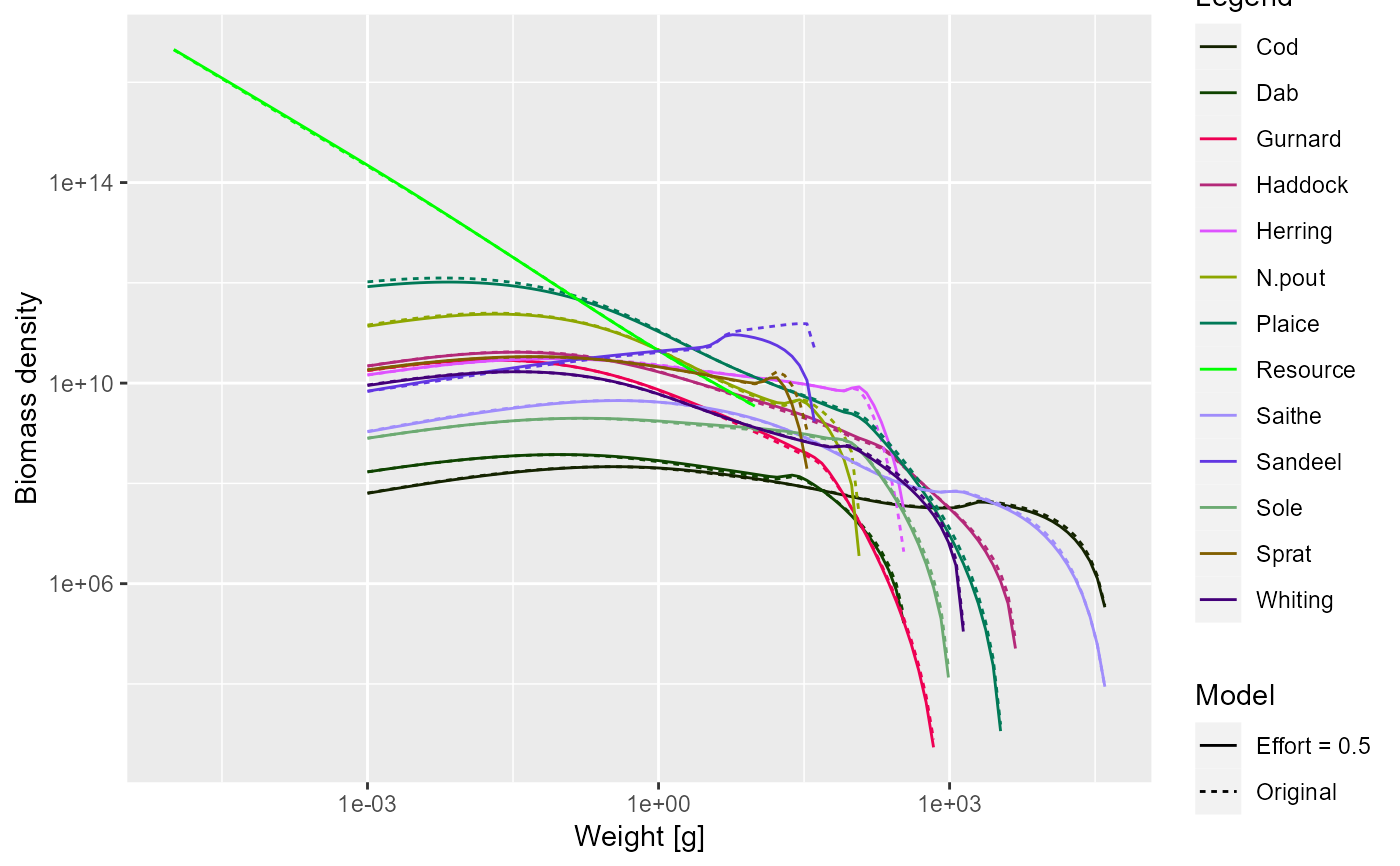 Biomass density
1e+14
1e+10
1e+06
1e-03
1e+00
1e+03
Weight [g]
Legend
Cod
Dab
Gurnard
Haddock
Herring
N.pout
Plaice
Resource
Saithe
Sandeel
Sole
Sprat
Whiting
Model
Effort = 0.5
Original